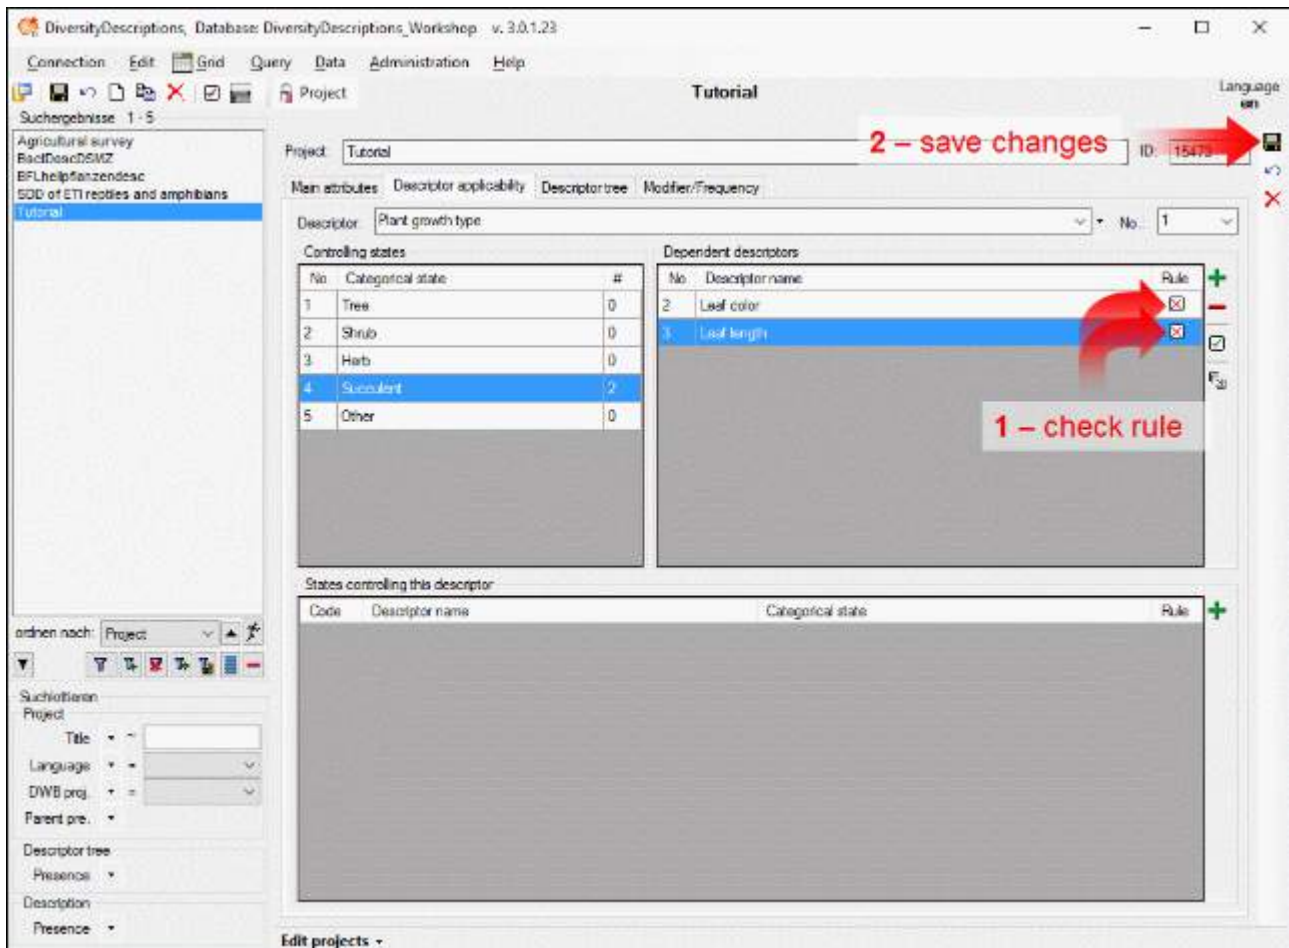 DiversityDescriptions, Database: DiversityDescriptions_Workshop v. 3.0.1.23
Connection Edit Grid Query Data Administration Help
Project Tutorial Language
en
Suchergebnisse 1 - 5
Agricultural survey
BactDescDSMZ
BFLhelpflanzendesc
SDD of ETI reptiles and amphibians
Tutorial
Project: Tutorial ID: 15473
2 – save changes
Main attributes Descriptor applicability Descriptor tree Modifier/Frequency
Descriptor: Plant growth type No.: 1
Controlling states
No Categorical state #
1 Tree 0
2 Shrub 0
3 Herb 0
4 Succulent 2
5 Other 0
Dependent descriptors
No Descriptor name Rule
2 Leaf color
3 Leaf length
1 – check rule
States controlling this descriptor
Code Descriptor name Categorical state Rule
ordnen nach: Project
Suchkriterien
Project
Title ~
Language =
DWB proj. =
Parent pre.
Descriptor tree
Presence
Description
Presence
Edit projects